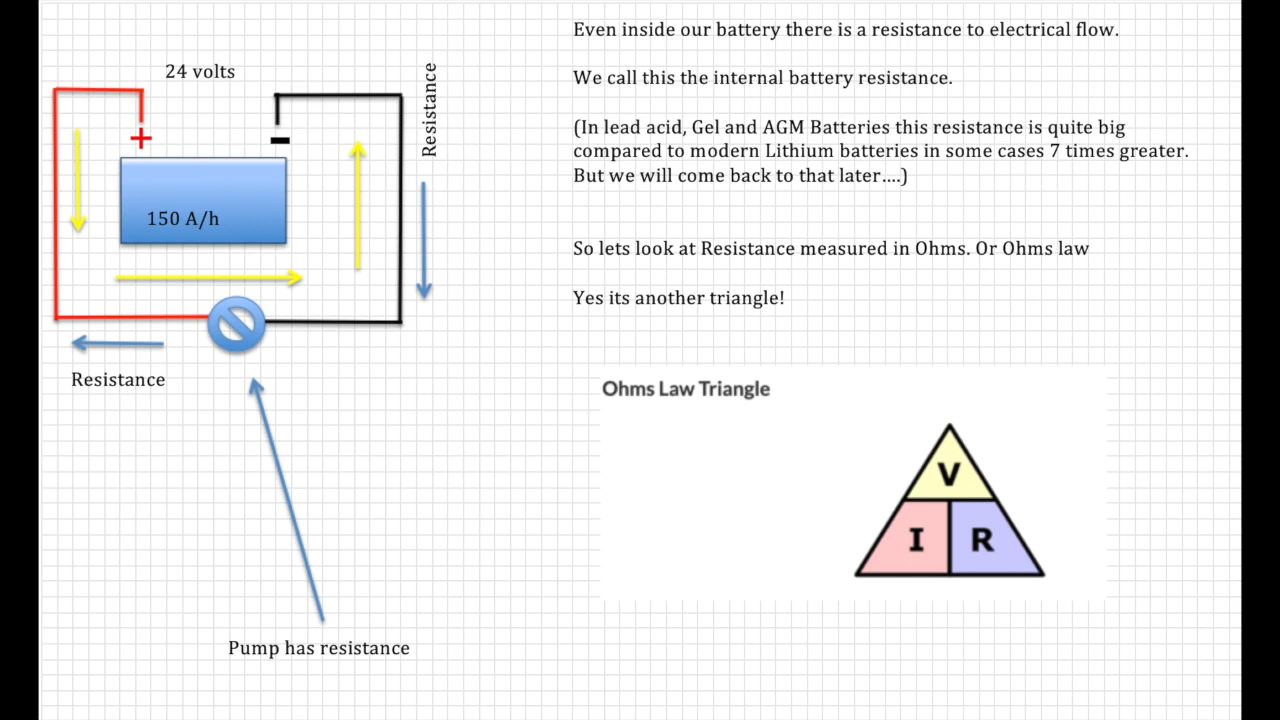 24 volts
+
-
150 A/h
Resistance
Resistance
Pump has resistance
Even inside our battery there is a resistance to electrical flow.
We call this the internal battery resistance.
(In lead acid, Gel and AGM Batteries this resistance is quite big
compared to modern Lithium batteries in some cases 7 times greater.
But we will come back to that later....)
So lets look at Resistance measured in Ohms. Or Ohms law
Yes its another triangle!
Ohms Law Triangle
V
I R